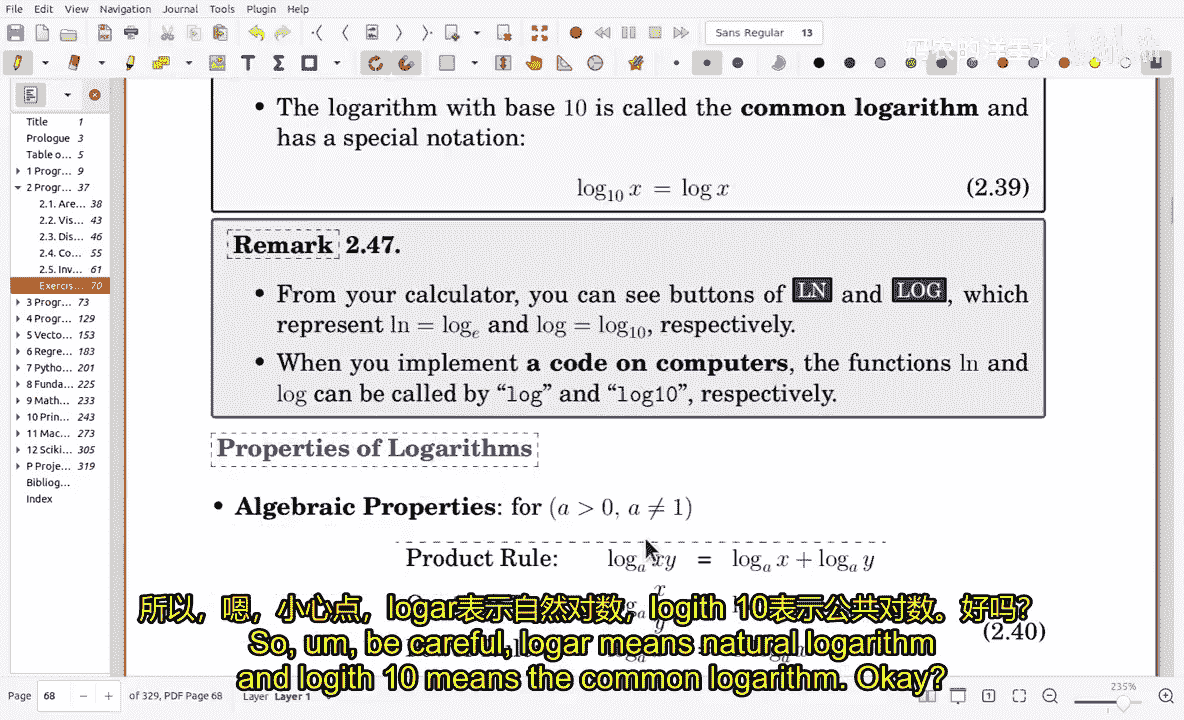 File Edit View Navigation Journal Tools Plugin Help
Sans Regular 13
Title 1
Prologue 3
Table o... 5
1 Progr... 9
2 Progr... 37
2.1. Are... 38
2.2. Vis... 43
2.3. Dis... 46
2.4. Co... 55
2.5. Inv... 61
Exercis... 70
3 Progr... 73
4 Progr... 129
5 Vecto... 153
6 Regre... 183
7 Pytho... 201
8 Funda... 225
9 Math... 233
10 Prin... 243
11 Mac... 273
12 Sciki... 305
P Proje... 319
Bibliog...
Index
• The logarithm with base 10 is called the common logarithm and
has a special notation:
log₁₀ x = log x (2.39)
Remark 2.47.
• From your calculator, you can see buttons of LN and LOG, which
represent ln = logₑ and log = log₁₀, respectively.
• When you implement a code on computers, the functions ln and
log can be called by “log” and “log10”, respectively.
Properties of Logarithms
• Algebraic Properties: for (a > 0, a ≠ 1)
Product Rule: logₐ xy = logₐ x + logₐ y
(2.40)
所以，嗯，小心点，logar表示自然对数，logith 10表示公共对数。好吗？
So, um, be careful, logar means natural logarithm
and logith 10 means the common logarithm. Okay?
Page 68 of 329, PDF Page 68 Layer Layer 1 235%